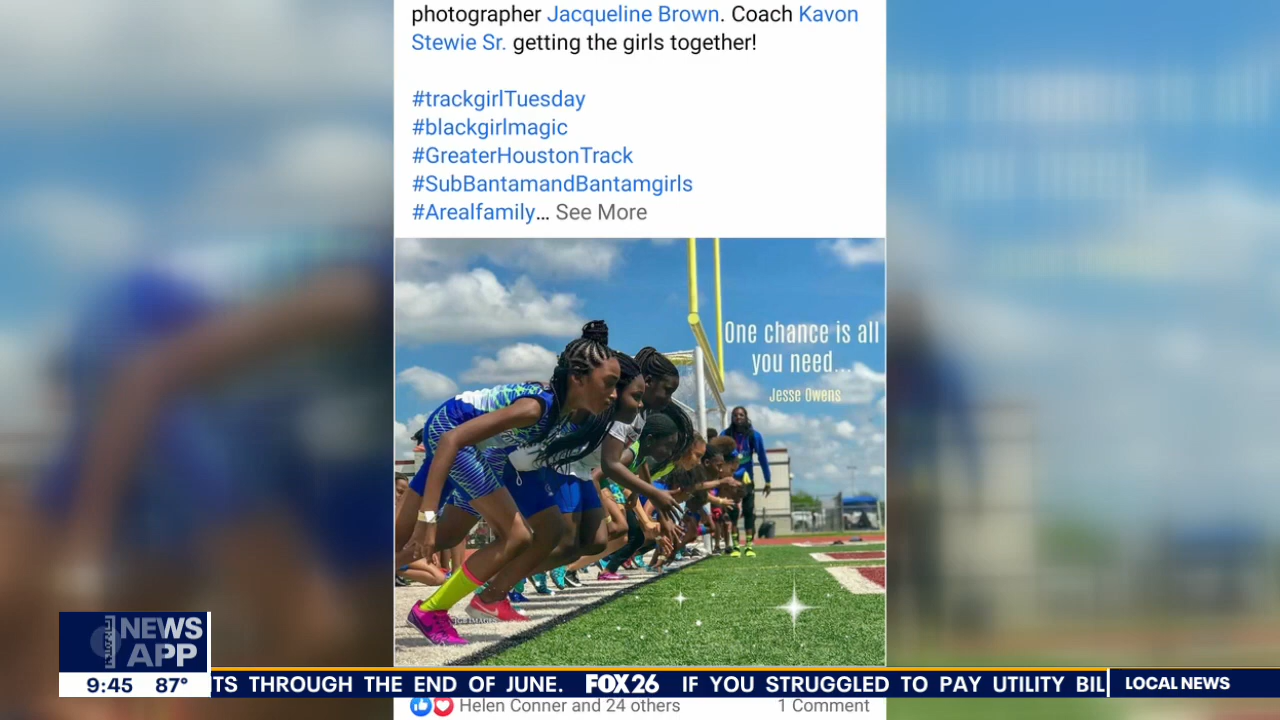 photographer Jacqueline Brown. Coach Kavon
Stewie Sr. getting the girls together!
#trackgirlTuesday
#blackgirlmagic
#GreaterHoustonTrack
#SubBantamandBantamgirls
#Arealfamily... See More
One chance is all
you need...
Jesse Owens
NEWS
APP
9:45 87°
TS THROUGH THE END OF JUNE. FOX 26 IF YOU STRUGGLED TO PAY UTILITY BIL
LOCAL NEWS
Helen Conner and 24 others 1 Comment